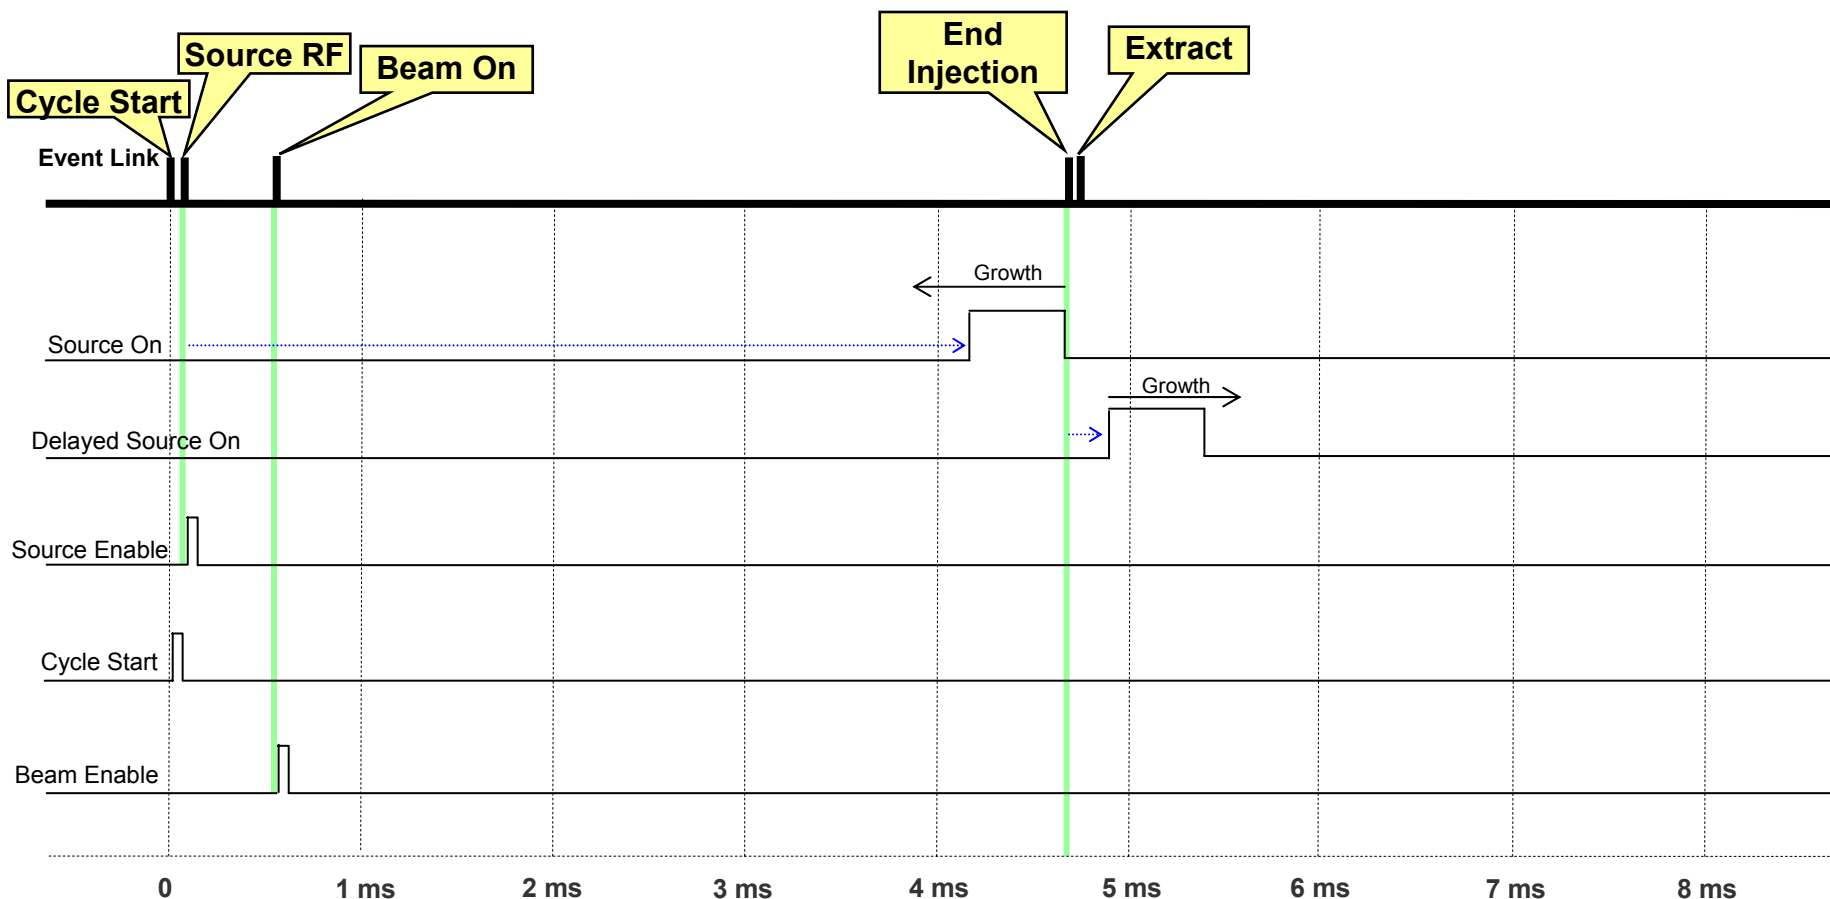 End
Injection
Extract
Source RF
Beam On
Cycle Start
Event Link
Growth
Source On
Growth
Delayed Source On
Source Enable
Cycle Start
Beam Enable
0 1 ms 2 ms 3 ms 4 ms 5 ms 6 ms 7 ms 8 ms